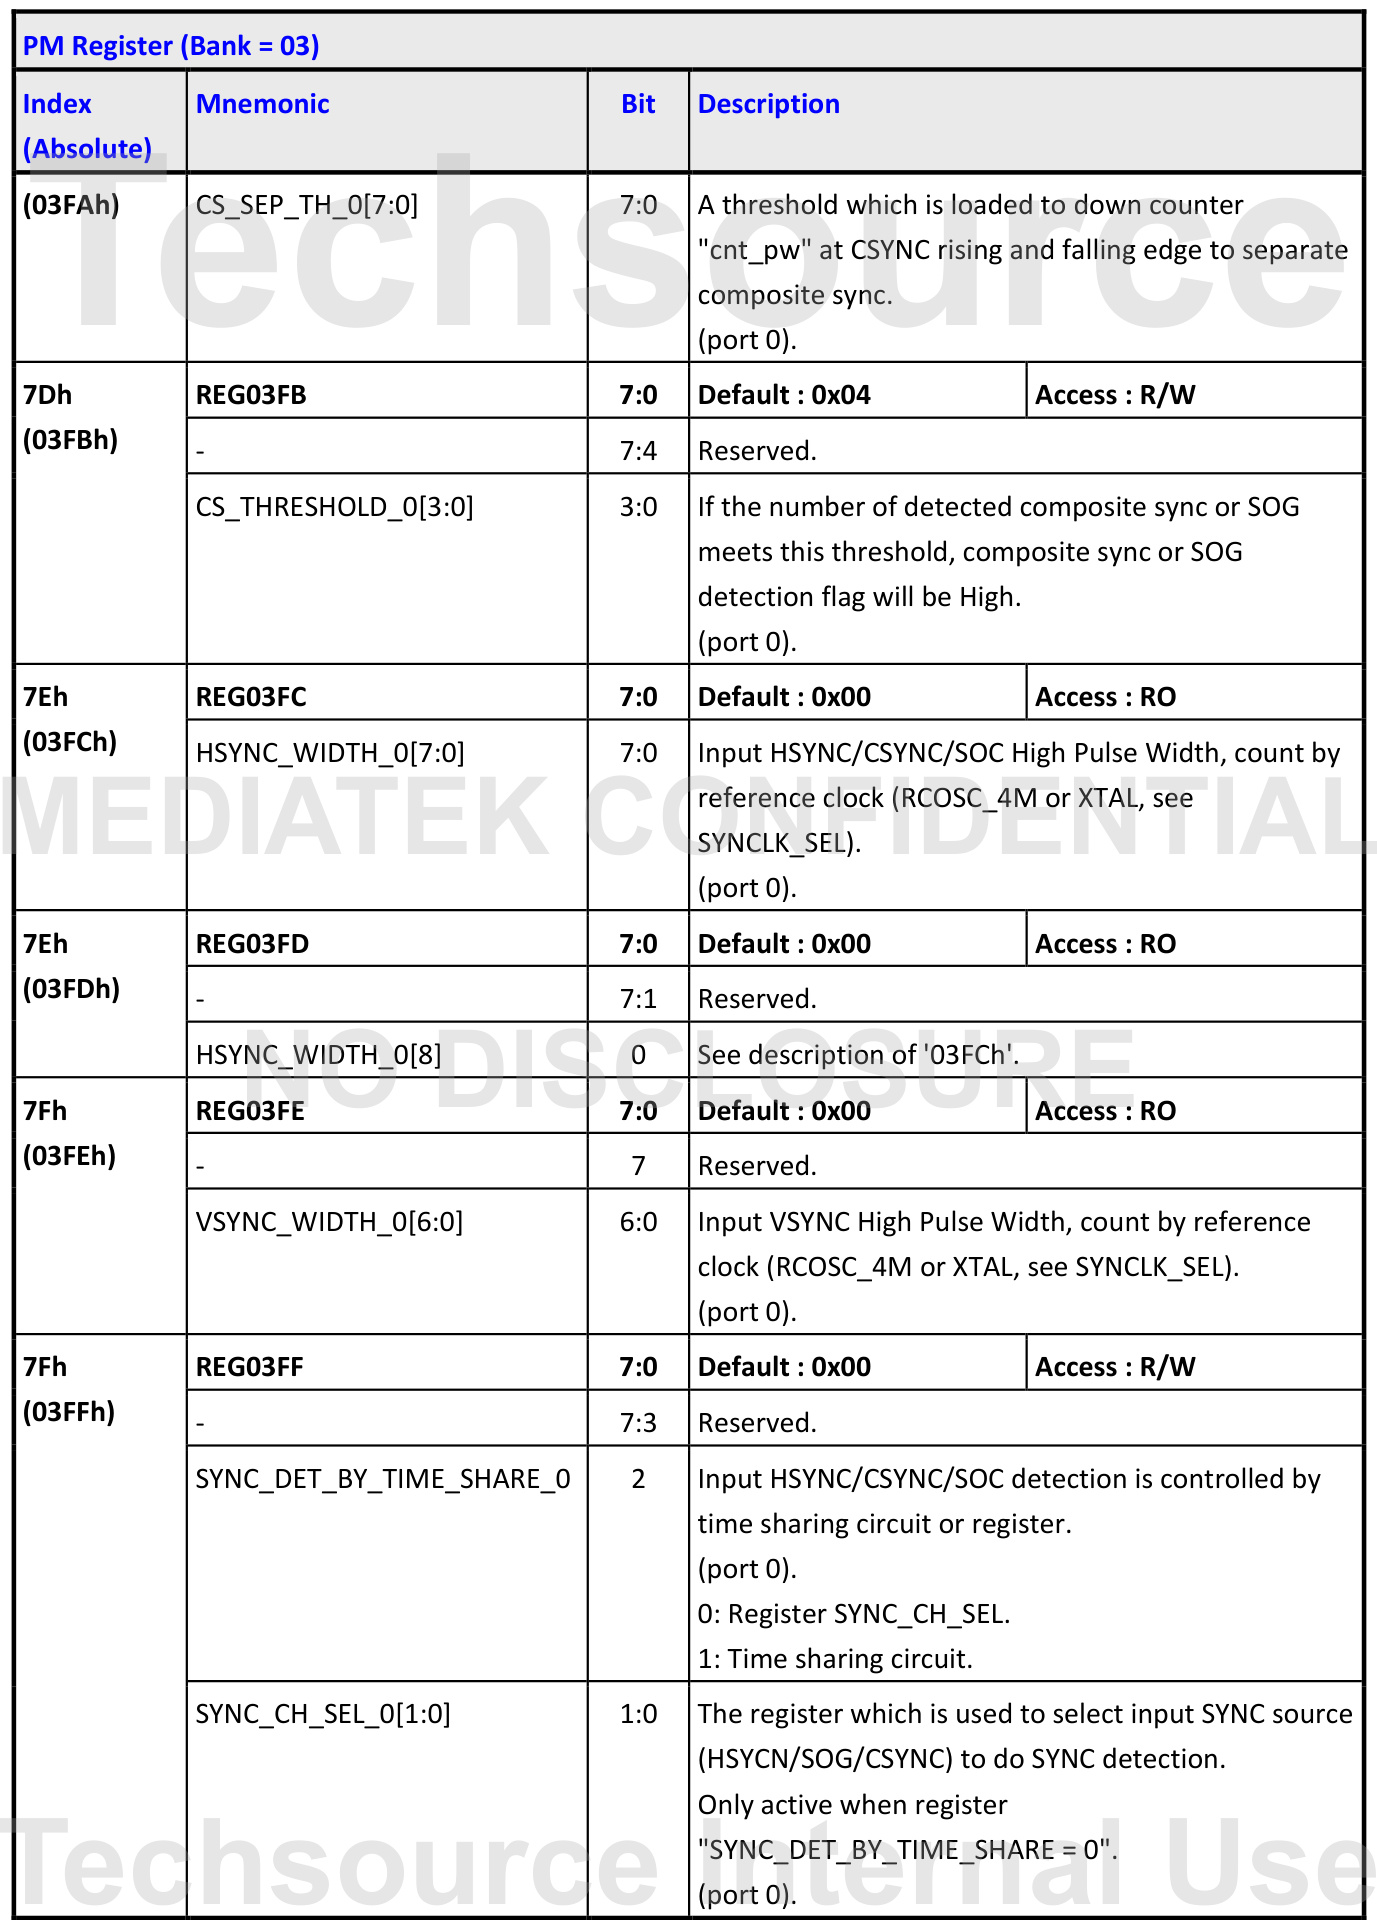 PM Register (Bank = 03)
Index
(Absolute)
Mnemonic
Bit
Description
(03FAh)
CS_SEP_TH_0[7:0]
7:0
A threshold which is loaded to down counter
"cnt_pw" at CSYNC rising and falling edge to separate
composite sync.
(port 0).
7Dh
(03FBh)
REG03FB
7:0
Default : 0x04
Access : R/W
-
7:4
Reserved.
CS_THRESHOLD_0[3:0]
3:0
If the number of detected composite sync or SOG
meets this threshold, composite sync or SOG
detection flag will be High.
(port 0).
7Eh
(03FCh)
REG03FC
7:0
Default : 0x00
Access : RO
HSYNC_WIDTH_0[7:0]
7:0
Input HSYNC/CSYNC/SOC High Pulse Width, count by
reference clock (RCOSC_4M or XTAL, see
SYNCLK_SEL).
(port 0).
7Eh
(03FDh)
REG03FD
7:0
Default : 0x00
Access : RO
-
7:1
Reserved.
HSYNC_WIDTH_0[8]
0
See description of '03FCh'.
7Fh
(03FEh)
REG03FE
7:0
Default : 0x00
Access : RO
-
7
Reserved.
VSYNC_WIDTH_0[6:0]
6:0
Input VSYNC High Pulse Width, count by reference
clock (RCOSC_4M or XTAL, see SYNCLK_SEL).
(port 0).
7Fh
(03FFh)
REG03FF
7:0
Default : 0x00
Access : R/W
-
7:3
Reserved.
SYNC_DET_BY_TIME_SHARE_0
2
Input HSYNC/CSYNC/SOC detection is controlled by
time sharing circuit or register.
(port 0).
0: Register SYNC_CH_SEL.
1: Time sharing circuit.
SYNC_CH_SEL_0[1:0]
1:0
The register which is used to select input SYNC source
(HSYCN/SOG/CSYNC) to do SYNC detection.
Only active when register
"SYNC_DET_BY_TIME_SHARE = 0".
(port 0).
Techsource
MEDIATEK CONFIDENTIAL
NO DISCLOSURE
Techsource Internal Use